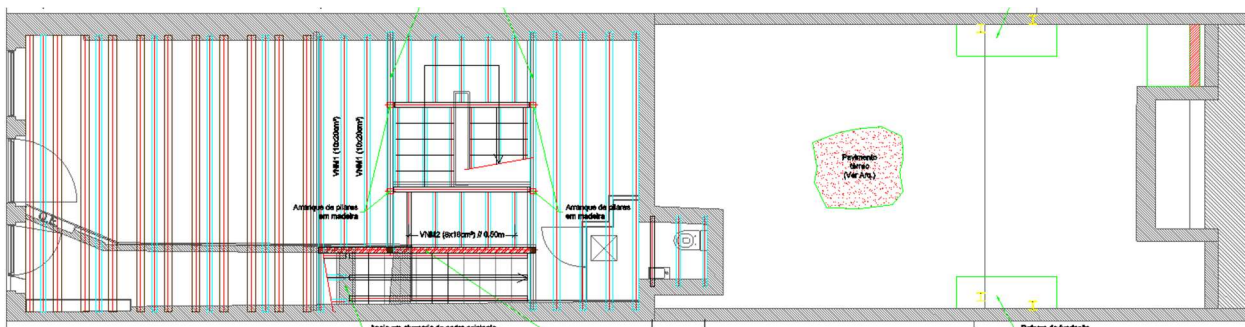 VNM1 (10x20cm²)
VNM1 (10x20cm²)
Pavimento
térreo
(Ver Arq.)
Arranque de pilares
em madeira
Arranque de pilares
em madeira
Q.E.
VNM2 (8x16cm²) // 0.50m